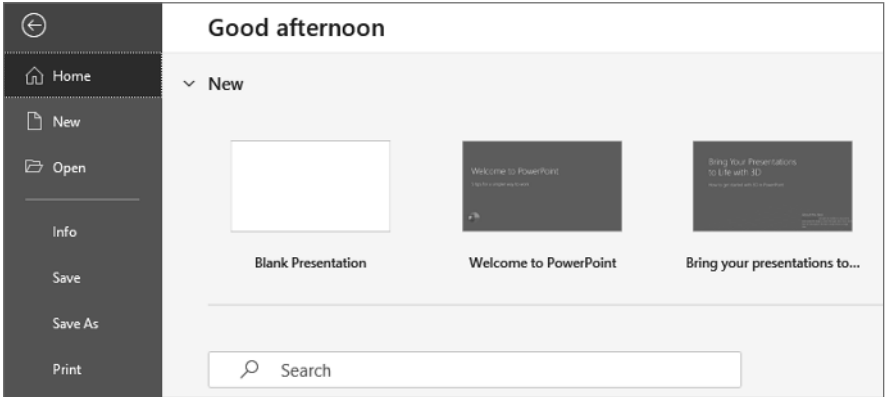 Good afternoon
Home
New
Open
Info
Save
Save As
Print
New
Welcome to PowerPoint
Bring Your Presentations
to Life with 3D
Blank Presentation
Welcome to PowerPoint
Bring your presentations to...
Search